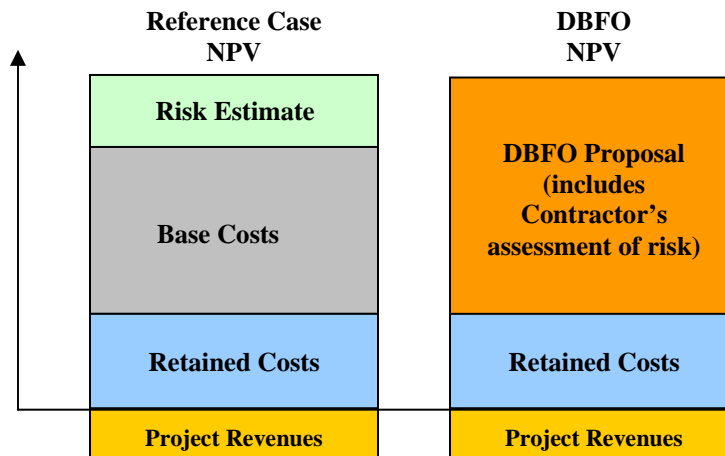 Reference Case
NPV
DBFO
NPV
Risk Estimate
Base Costs
Retained Costs
Project Revenues
DBFO Proposal
(includes
Contractor’s
assessment of risk)
Retained Costs
Project Revenues